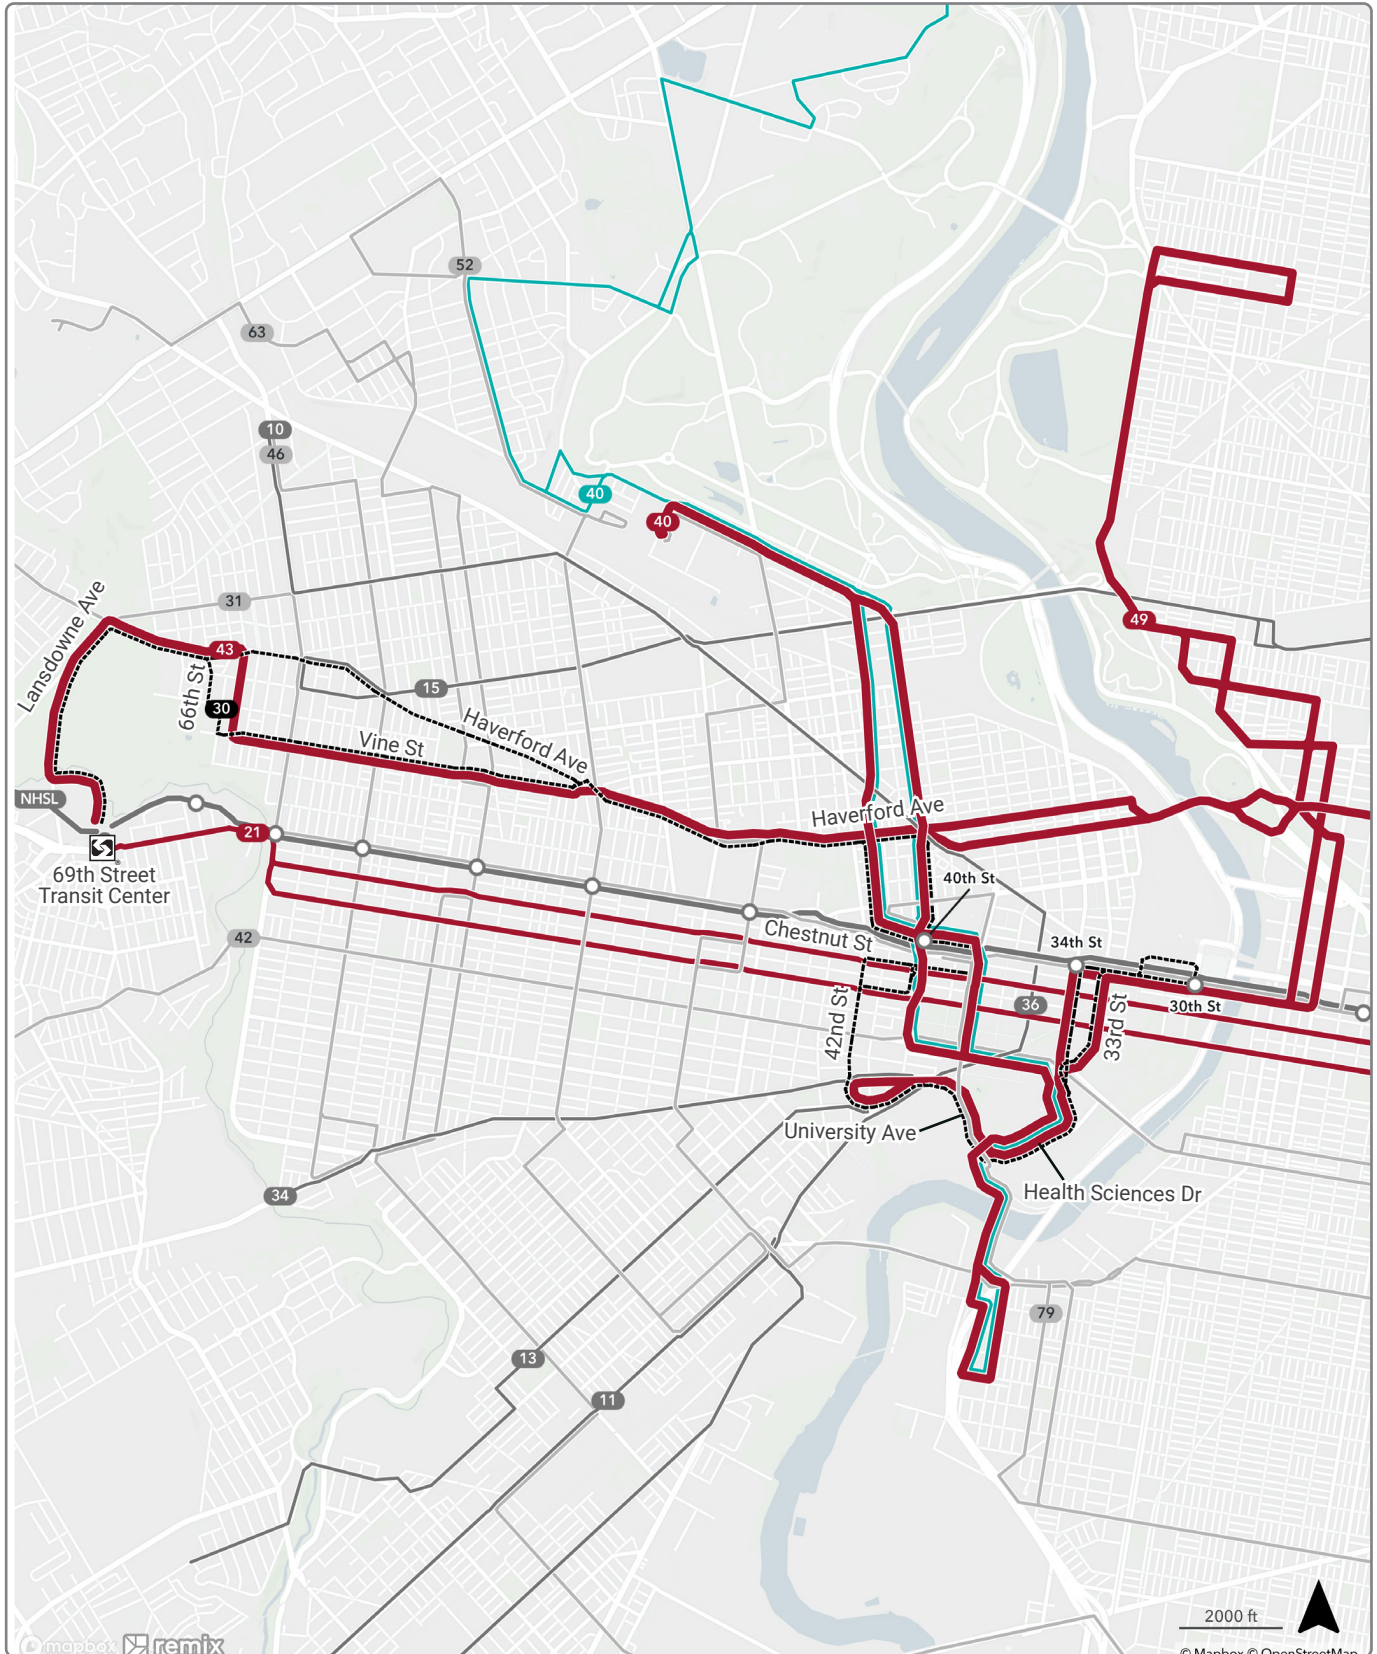 52
63
10
46
40
40
31
Lansdowne Ave
43
49
66th St
15
30
Haverford Ave
Vine St
NHSL
Haverford Ave
21
69th Street
Transit Center
40th St
42
Chestnut St
34th St
42nd St
36
30th St
33rd St
University Ave
34
Health Sciences Dr
79
13
11
2000 ft
mapbox remix
© Mapbox © OpenStreetMap